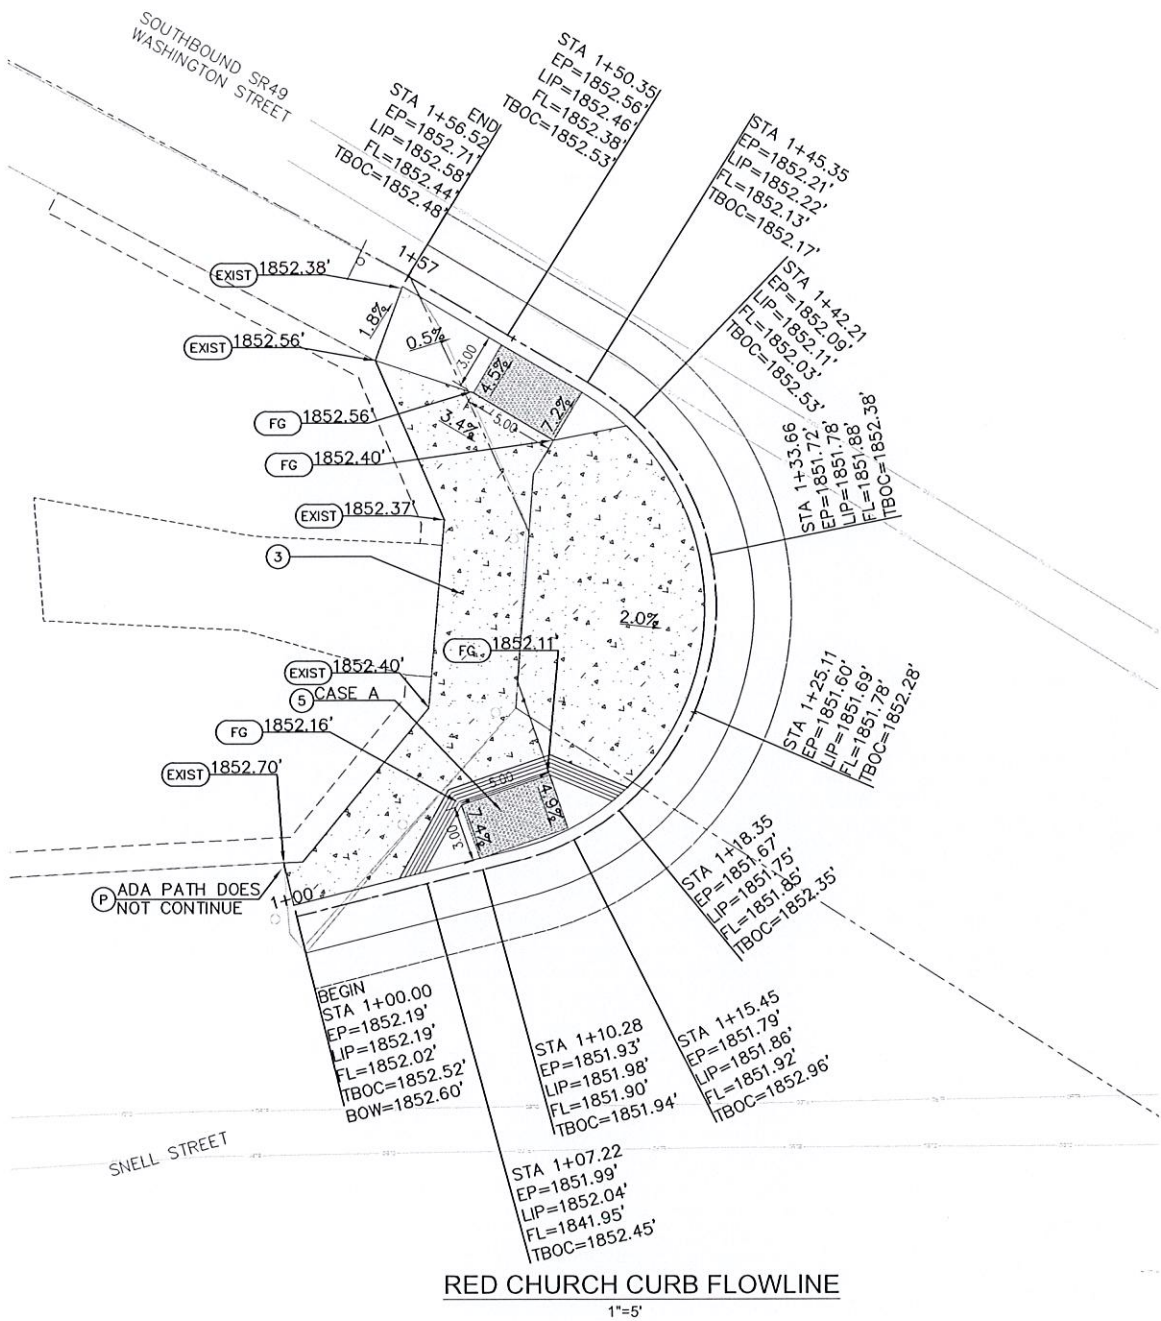 SOUTHBOUND SR49
WASHINGTON STREET
END
STA 1+56.52
EP=1852.71'
LIP=1852.58'
FL=1852.44'
TBOC=1852.48'
STA 1+50.35
EP=1852.56'
LIP=1852.46'
FL=1852.38'
TBOC=1852.53'
STA 1+45.35
EP=1852.21'
LIP=1852.22'
FL=1852.13'
TBOC=1852.17'
STA 1+42.21
EP=1852.09'
LIP=1852.11'
FL=1852.03'
TBOC=1852.53'
STA 1+33.66
EP=1851.72'
LIP=1851.78'
FL=1851.88'
TBOC=1852.38'
STA 1+25.11
EP=1851.60'
LIP=1851.69'
FL=1851.78'
TBOC=1852.28'
STA 1+18.35
EP=1851.67'
LIP=1851.75'
FL=1851.85'
TBOC=1852.35'
STA 1+15.45
EP=1851.79'
LIP=1851.86'
FL=1851.92'
TBOC=1852.96'
STA 1+10.28
EP=1851.93'
LIP=1851.98'
FL=1851.90'
TBOC=1851.94'
STA 1+07.22
EP=1851.99'
LIP=1852.04'
FL=1841.95'
TBOC=1852.45'
BEGIN
STA 1+00.00
EP=1852.19'
LIP=1852.19'
FL=1852.02'
TBOC=1852.52'
BOW=1852.60'
1+57
EXIST 1852.38'
1.8%
0.5%
EXIST 1852.56'
3.00
4.5%
7.2%
5.00
3.4%
FG 1852.56'
FG 1852.40'
EXIST 1852.37'
3
2.0%
FG 1852.11'
EXIST 1852.40'
5 CASE A
FG 1852.16'
EXIST 1852.70'
5.00
4.9%
7.4%
3.00
P ADA PATH DOES
NOT CONTINUE
1+00
SNELL STREET
RED CHURCH CURB FLOWLINE
1"=5'